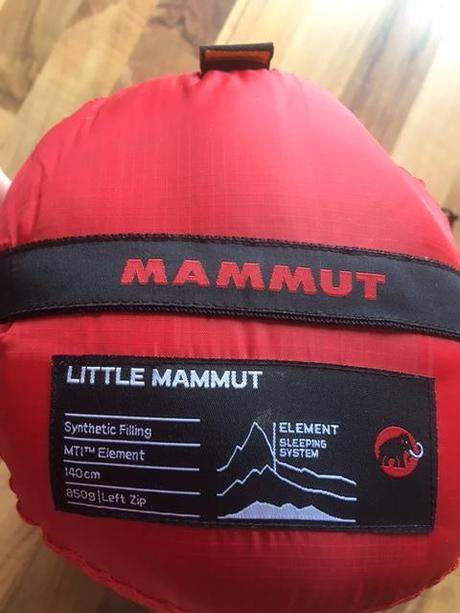 MAMMUT
LITTLE MAMMUT
Synthetic Filling
MTI™ Element
140cm
850g|Left Zip
ELEMENT
SLEEPING
SYSTEM